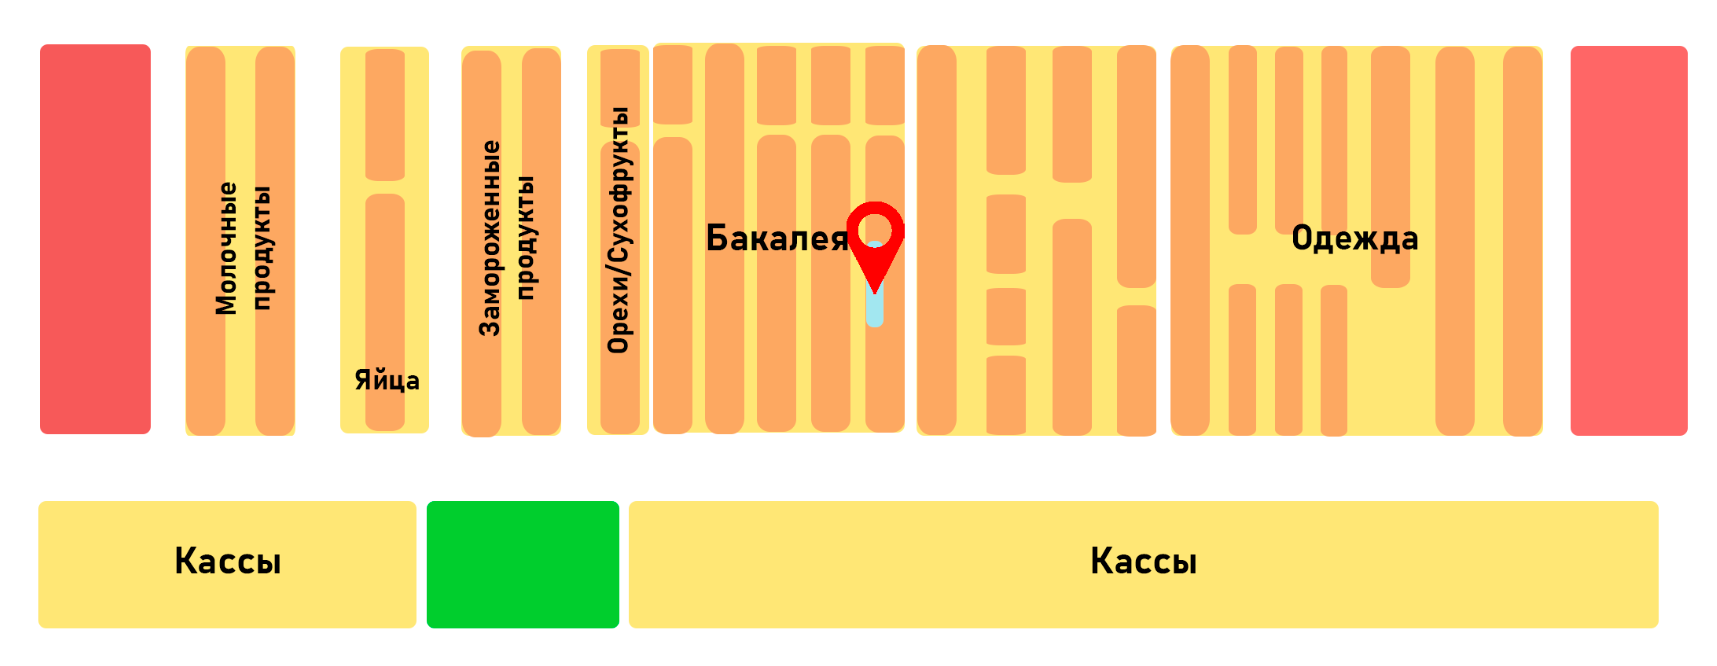 Молочные
продукты
Яйца
Замороженные
продукты
Орехи/Сухофрукты
Бакалея
Одежда
Кассы
Кассы